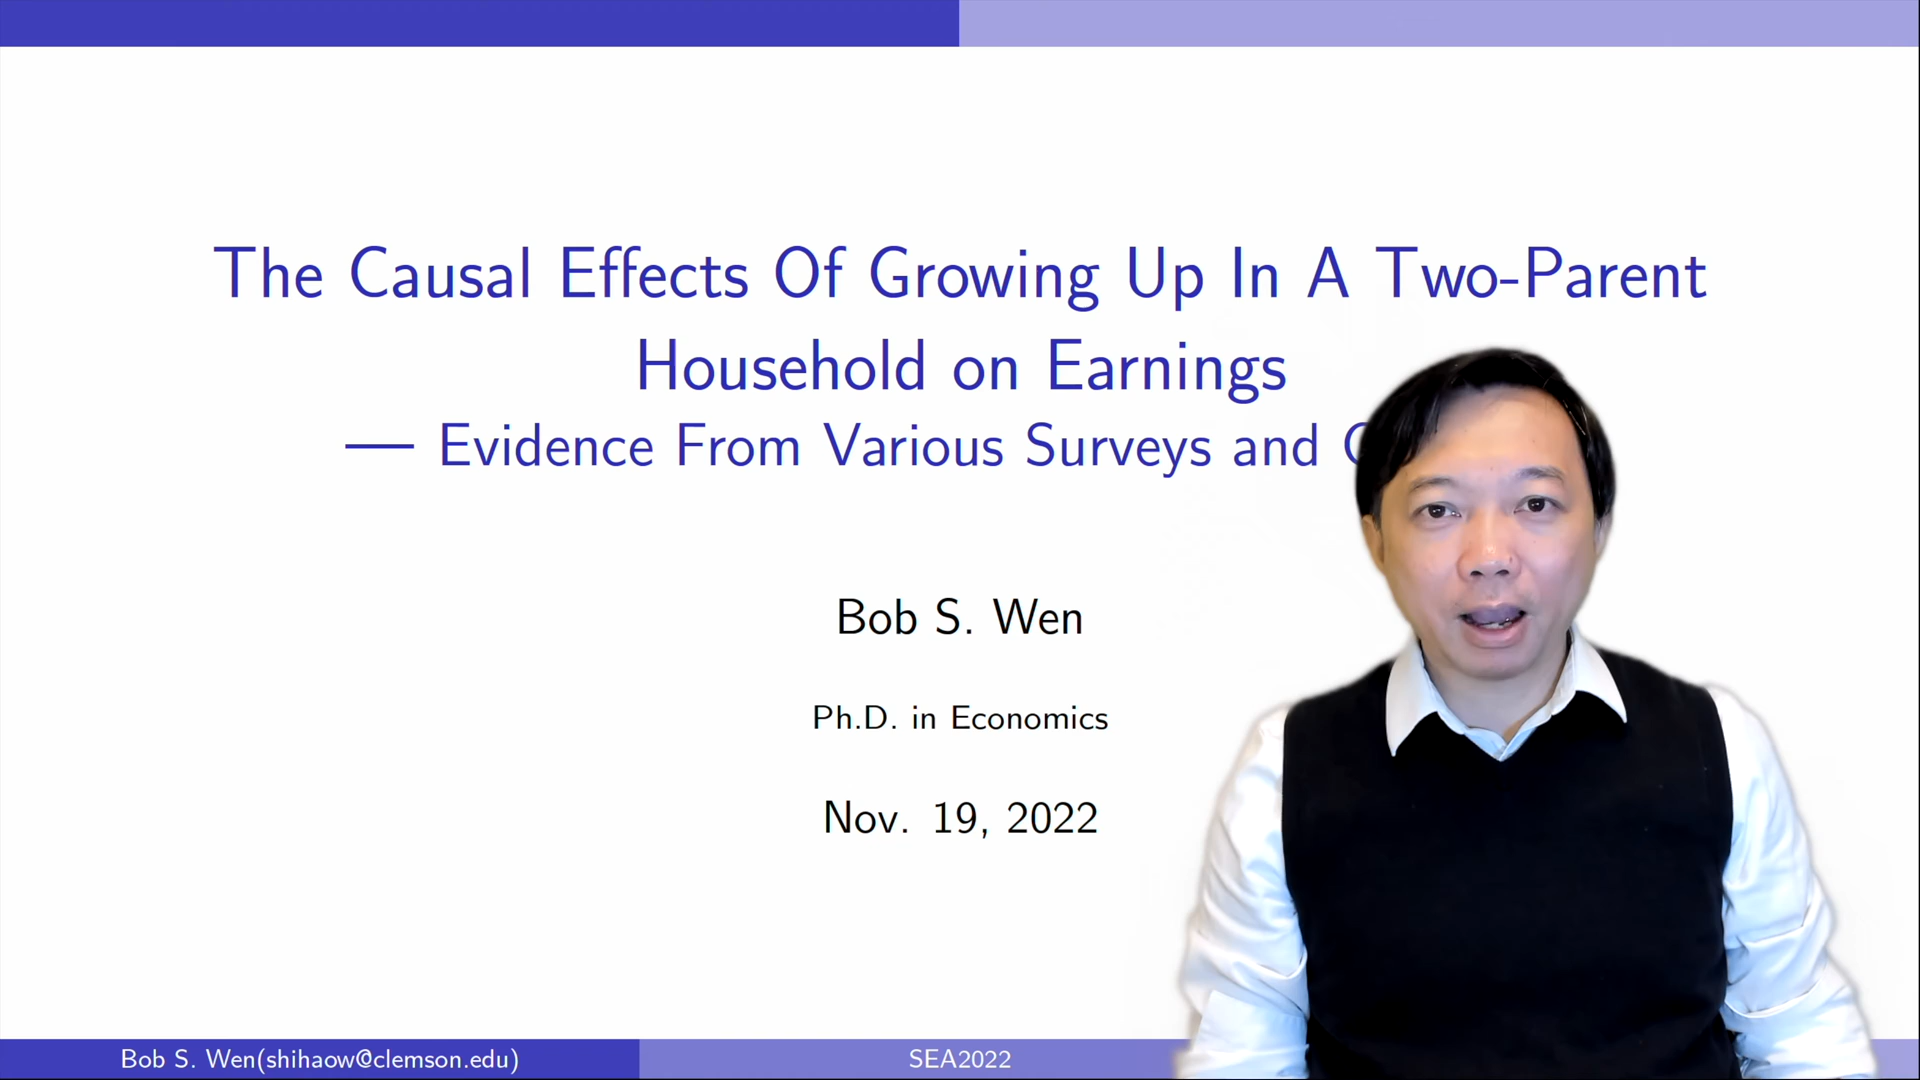 The Causal Effects Of Growing Up In A Two-Parent
Household on Earnings
— Evidence From Various Surveys and
Bob S. Wen
Ph.D. in Economics
Nov. 19, 2022
Bob S. Wen(shihaow@clemson.edu)
SEA2022